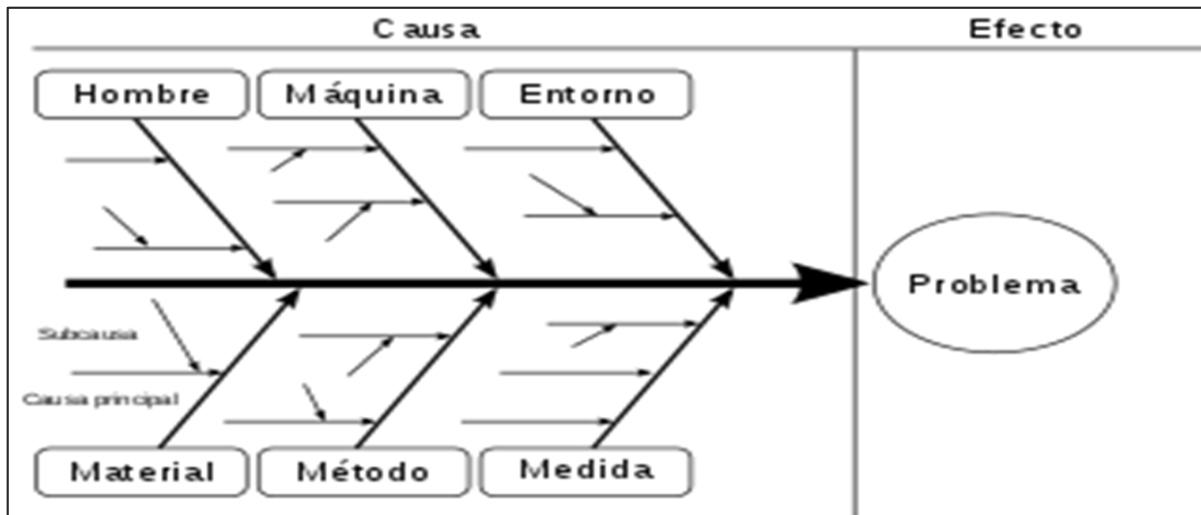 Causa
Efecto
Hombre
Máquina
Entorno
Problema
Subcausa
Causa principal
Material
Método
Medida